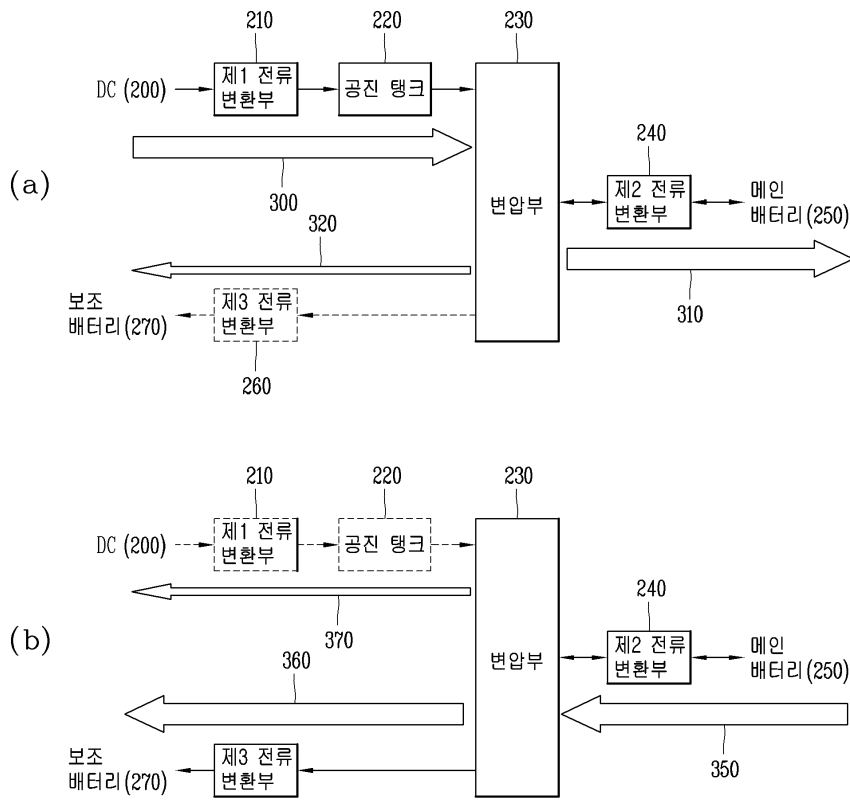 210
220
230
DC (200)
제1 전류
변환부
공진 탱크
240
(a)
300
변압부
제2 전류
변환부
메인
배터리(250)
320
310
보조
배터리(270)
제3 전류
변환부
260
210
220
230
DC (200)
제1 전류
변환부
공진 탱크
240
370
(b)
360
변압부
제2 전류
변환부
메인
배터리(250)
350
보조
배터리(270)
제3 전류
변환부